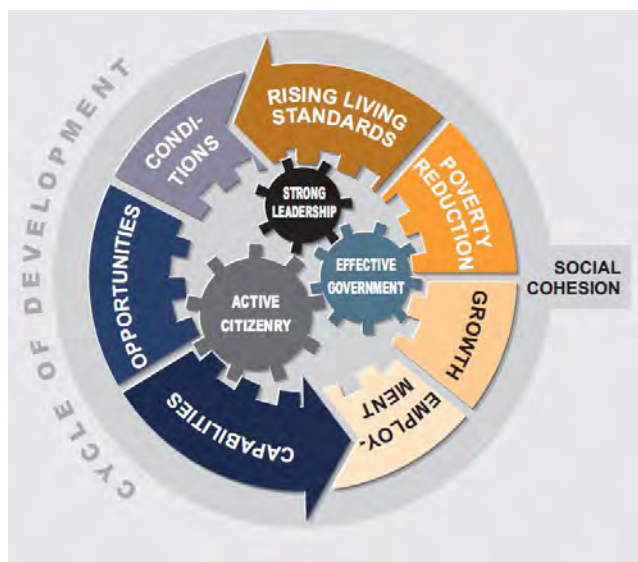 CYCLE OF DEVELOPMENT
RISING LIVING
STANDARDS
POVERTY
REDUCTION
GROWTH
EMPLOY-
MENT
CAPABILITIES
OPPORTUNITIES
CONDI-
TIONS
STRONG
LEADERSHIP
EFFECTIVE
GOVERNMENT
ACTIVE
CITIZENRY
SOCIAL
COHESION